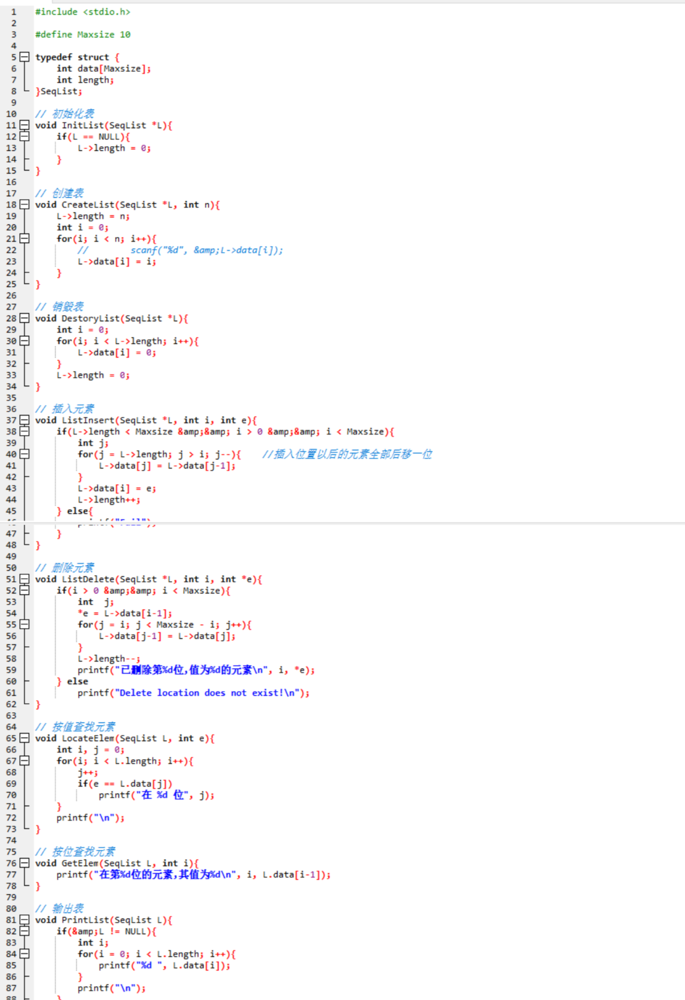 1 #include <stdio.h>
2
3 #define Maxsize 10
4
5 typedef struct {
6     int data[Maxsize];
7     int length;
8 }SeqList;
9
10 // 初始化表
11 void InitList(SeqList *L){
12     if(L == NULL){
13         L->length = 0;
14     }
15 }
16
17 // 创建表
18 void CreateList(SeqList *L, int n){
19     L->length = n;
20     int i = 0;
21     for(i; i < n; i++){
22         //        scanf("%d", &amp;L->data[i]);
23         L->data[i] = i;
24     }
25 }
26
27 // 销毁表
28 void DestoryList(SeqList *L){
29     int i = 0;
30     for(i; i < L->length; i++){
31         L->data[i] = 0;
32     }
33     L->length = 0;
34 }
35
36 // 插入元素
37 void ListInsert(SeqList *L, int i, int e){
38     if(L->length < Maxsize &amp;&amp; i > 0 &amp;&amp; i < Maxsize){
39         int j;
40         for(j = L->length; j > i; j--){    //插入位置以后的元素全部后移一位
41             L->data[j] = L->data[j-1];
42         }
43         L->data[i] = e;
44         L->length++;
45     } else{
47     }
48 }
49
50 // 删除元素
51 void ListDelete(SeqList *L, int i, int *e){
52     if(i > 0 &amp;&amp; i < Maxsize){
53         int  j;
54         *e = L->data[i-1];
55         for(j = i; j < Maxsize - i; j++){
56             L->data[j-1] = L->data[j];
57         }
58         L->length--;
59         printf("已删除第%d位,值为%d的元素\n", i, *e);
60     } else
61         printf("Delete location does not exist!\n");
62 }
63
64 // 按值查找元素
65 void LocateElem(SeqList L, int e){
66     int i, j = 0;
67     for(i; i < L.length; i++){
68         j++;
69         if(e == L.data[j])
70             printf("在 %d 位", j);
71     }
72     printf("\n");
73 }
74
75 // 按位查找元素
76 void GetElem(SeqList L, int i){
77     printf("在第%d位的元素,其值为%d\n", i, L.data[i-1]);
78 }
79
80 // 输出表
81 void PrintList(SeqList L){
82     if(&amp;L != NULL){
83         int i;
84         for(i = 0; i < L.length; i++){
85             printf("%d ", L.data[i]);
86         }
87         printf("\n");
88     }